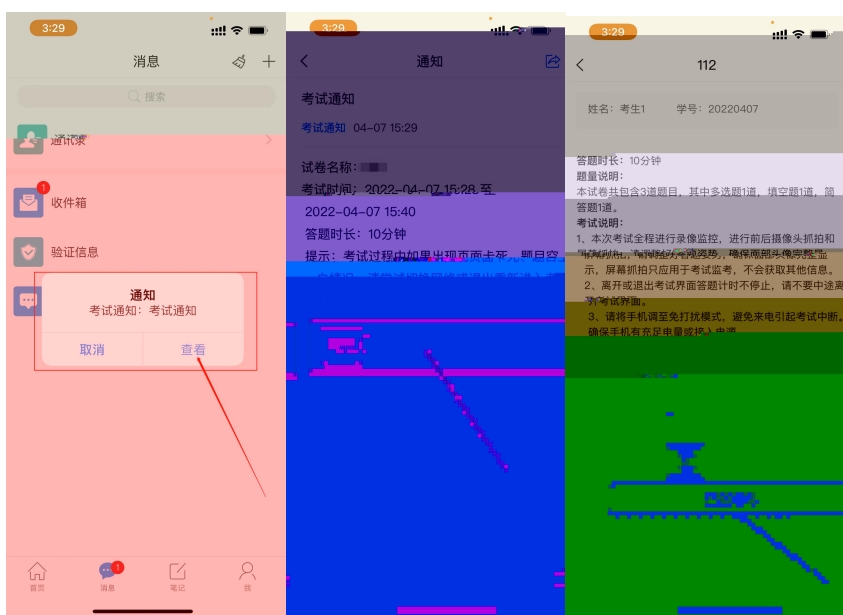 3:29
消息
搜索
通讯录
1
收件箱
验证信息
通知
考试通知：考试通知
取消
查看
首页
消息
1
笔记
我
3:29
通知
考试通知
考试通知 04-07 15:29
试卷名称：
考试时间：2022-04-07 15:28 至
2022-04-07 15:40
答题时长：10分钟
提示：考试过程中如果出现页面卡死、题目空
3:29
112
姓名：考生1 学号：20220407
答题时长：10分钟
题量说明：
本试卷共包含3道题目，其中多选题1道，填空题1道，简
答题1道。
考试说明：
1、本次考试全程进行录像监控，进行前后摄像头抓拍和
示，屏幕抓拍只应用于考试监考，不会获取其他信息。
2、离开或退出考试界面答题计时不停止，请不要中途离
开考试界面。
3、请将手机调至免打扰模式，避免来电引起考试中断。
确保手机有充足电量或接入电源